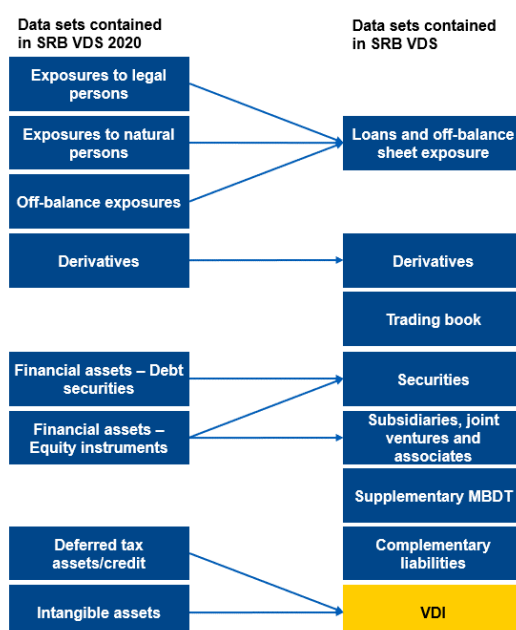 Data sets contained
in SRB VDS 2020
Data sets contained
in SRB VDS
Exposures to legal
persons
Exposures to natural
persons
Off-balance exposures
Derivatives
Financial assets – Debt
securities
Financial assets –
Equity instruments
Deferred tax
assets/credit
Intangible assets
Loans and off-balance
sheet exposure
Derivatives
Trading book
Securities
Subsidiaries, joint
ventures and
associates
Supplementary MBDT
Complementary
liabilities
VDI